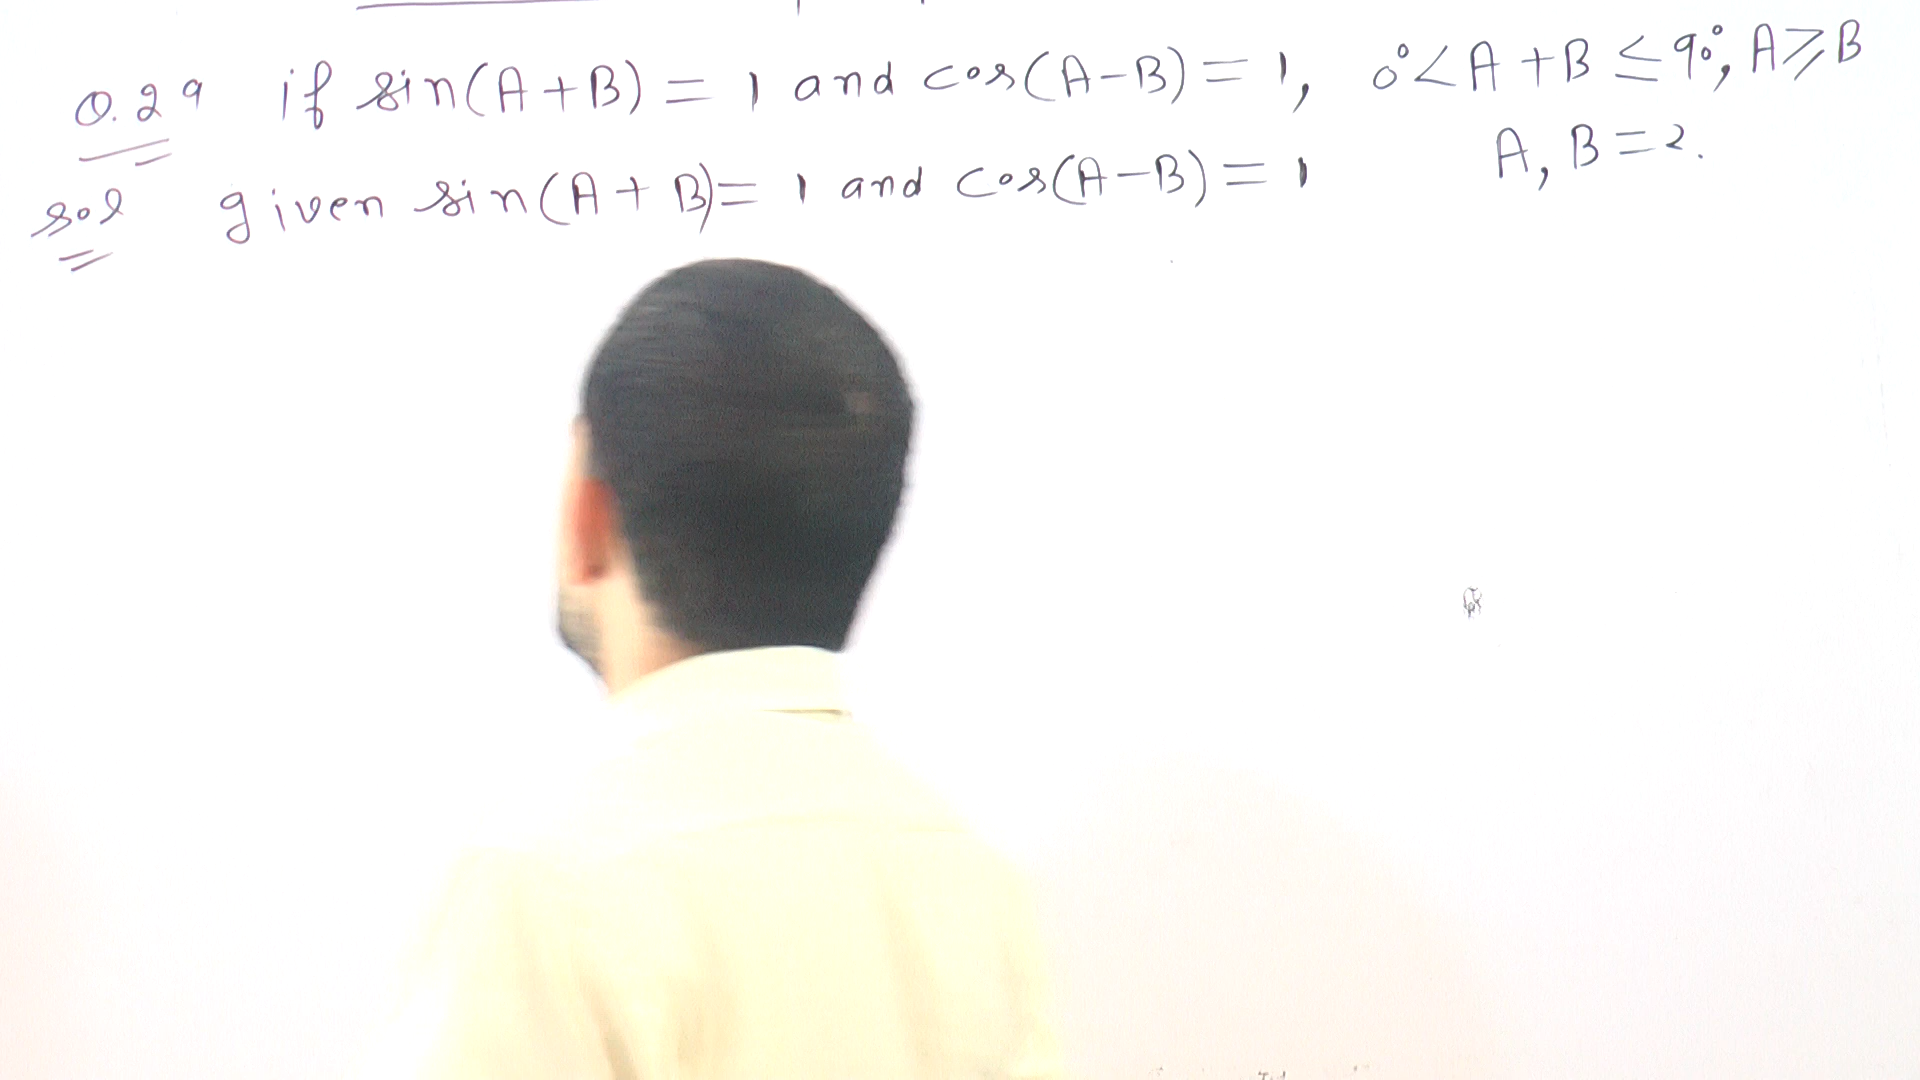 Q.29 if sin(A+B) = 1 and cos(A-B) = 1, 0°<A+B≤90°, A≥B
A, B=?.
sol given sin(A+B)= 1 and cos(A-B) = 1